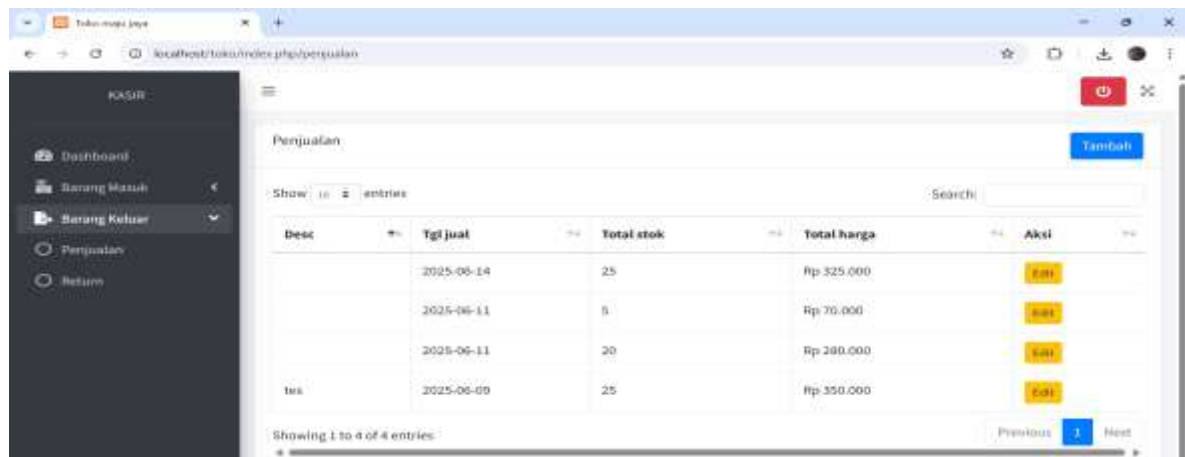 Toko maju jaya
localhost/toko/index.php/penjualan
KASIR
Dashboard
Barang Masuk
Barang Keluar
Penjualan
Return
Penjualan
Tambah
Show 10 entries
Search:
Desc Tgl jual Total stok Total harga Aksi
2025-06-14 25 Rp 325.000 Edit
2025-06-11 5 Rp 70.000 Edit
2025-06-11 20 Rp 280.000 Edit
tes 2025-06-09 25 Rp 350.000 Edit
Showing 1 to 4 of 4 entries
Previous 1 Next